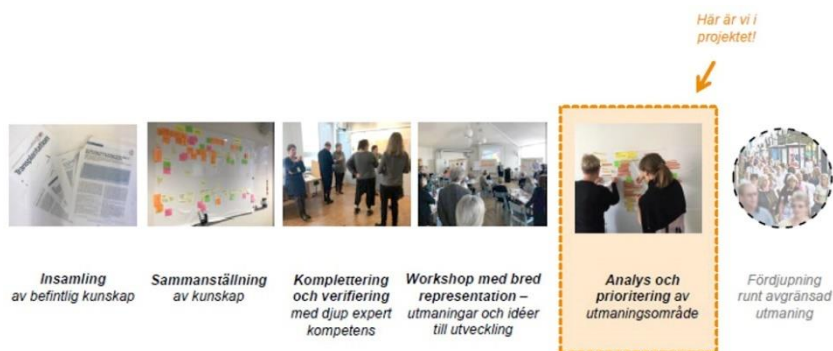 Här är vi i
projektet!
Transplantation
Insamling
av befintlig kunskap
Sammanställning
av kunskap
Komplettering
och verifiering
med djup expert
kompetens
Workshop med bred
representation –
utmaningar och idéer
till utveckling
Analys och
prioritering av
utmaningsområde
Fördjupning
runt avgränsad
utmaning